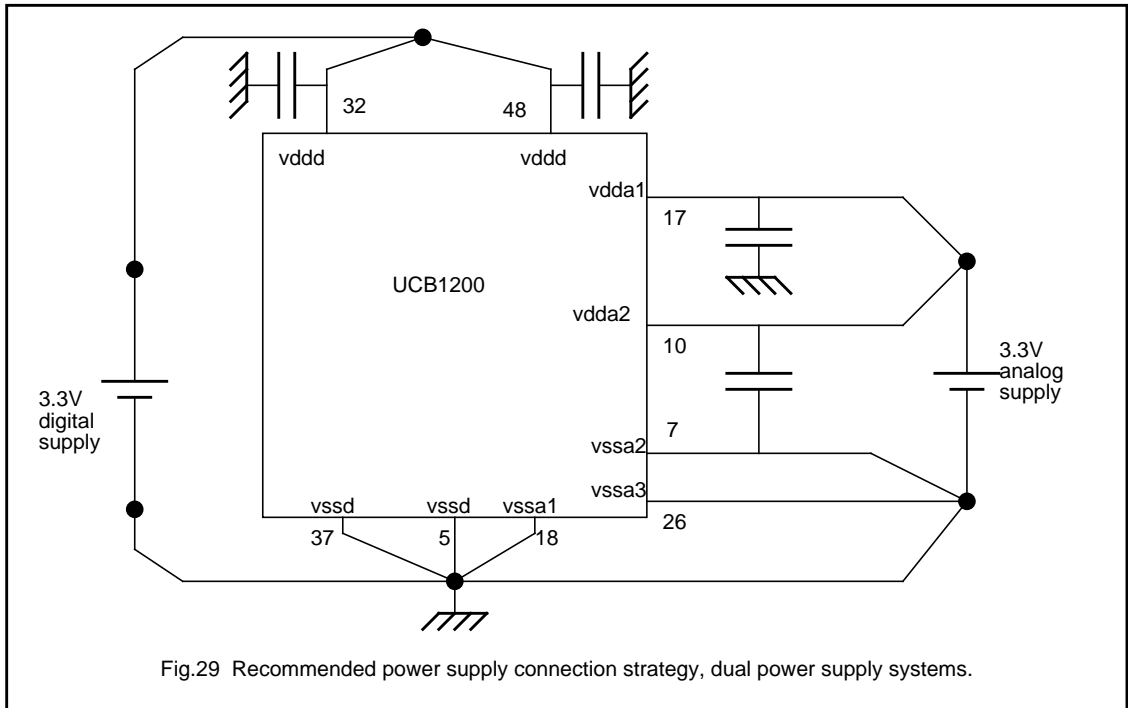 32
48
vddd
vddd
vdda1
17
UCB1200
vdda2
10
3.3V
analog
supply
3.3V
digital
supply
7
vssa2
vssa3
26
vssd
vssd
vssa1
37
5
18
Fig.29 Recommended power supply connection strategy, dual power supply systems.